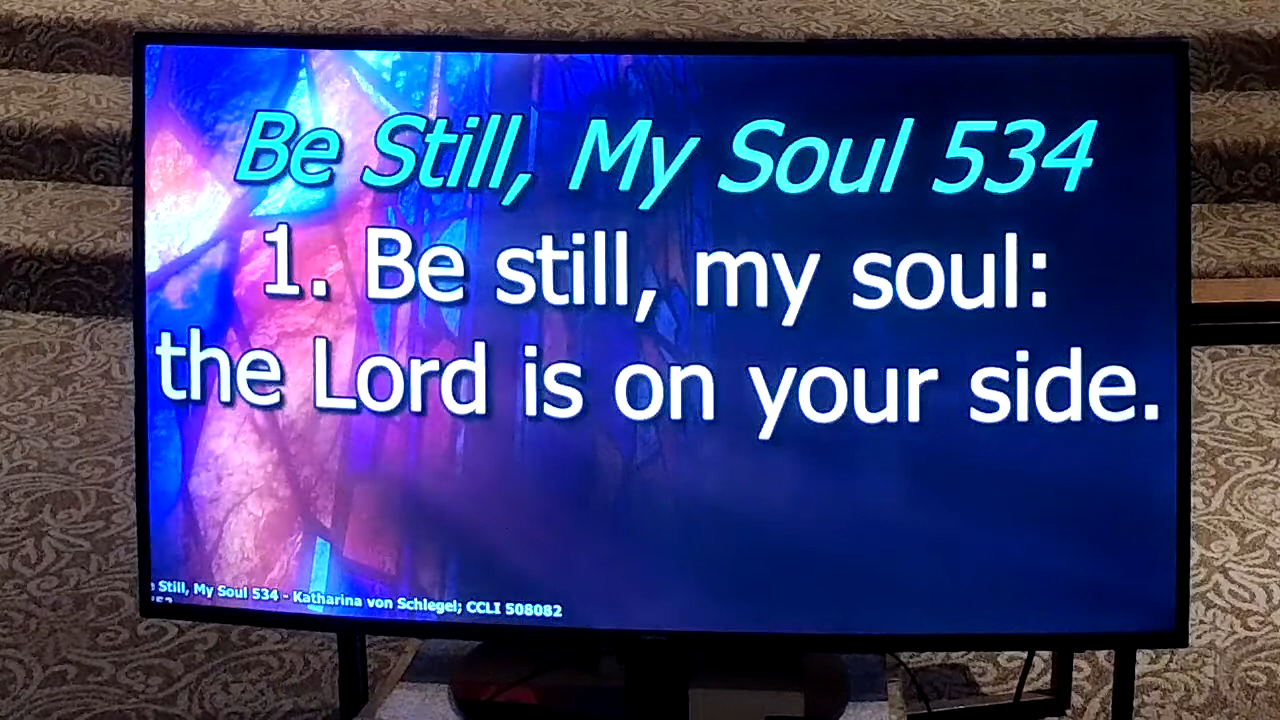 Be Still, My Soul 534
1. Be still, my soul:
the Lord is on your side.
Still, My Soul 534 - Katharina von Schlegel; CCLI 508082